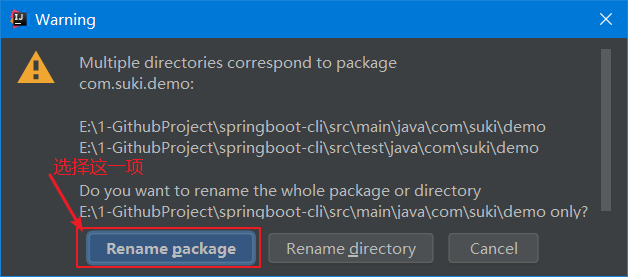 Warning
Multiple directories correspond to package
com.suki.demo:
E:\1-GithubProject\springboot-cli\src\main\java\com\suki\demo
E:\1-GithubProject\springboot-cli\src\test\java\com\suki\demo
选择这一项
Do you want to rename the whole package or directory
E:\1-GithubProject\springboot-cli\src\main\java\com\suki\demo only?
Rename package
Rename directory
Cancel